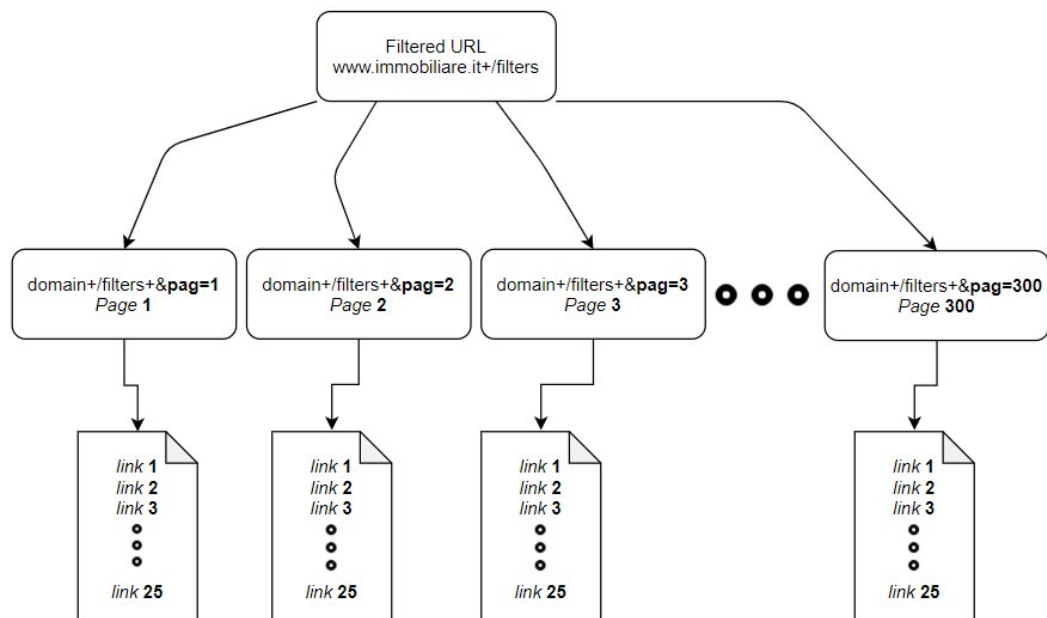 Filtered URL
www.immobiliare.it+/filters
domain+/filters+&pag=1
Page 1
domain+/filters+&pag=2
Page 2
domain+/filters+&pag=3
Page 3
domain+/filters+&pag=300
Page 300
link 1
link 2
link 3
link 25
link 1
link 2
link 3
link 25
link 1
link 2
link 3
link 25
link 1
link 2
link 3
link 25